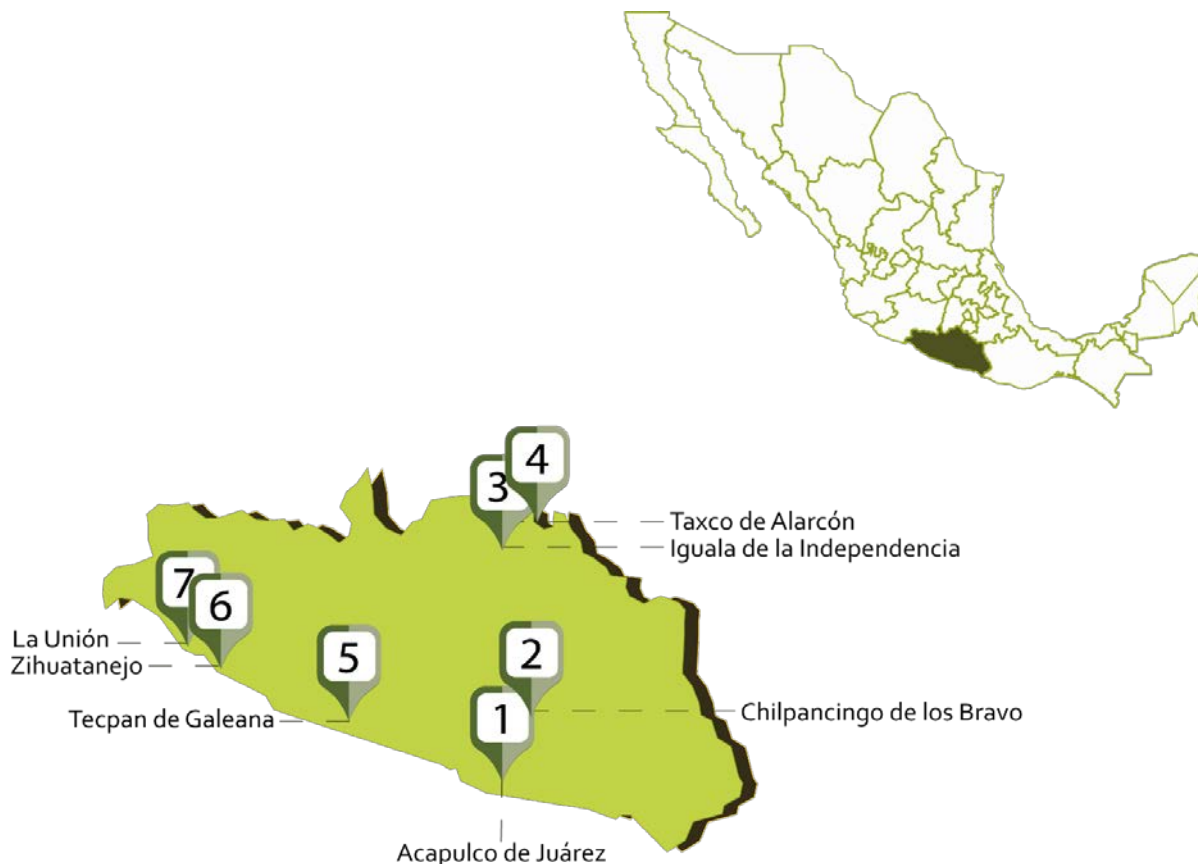 4
3
Taxco de Alarcón
Iguala de la Independencia
7
6
La Unión
Zihuatanejo
5
2
Tecpan de Galeana
1
Chilpancingo de los Bravo
Acapulco de Juárez